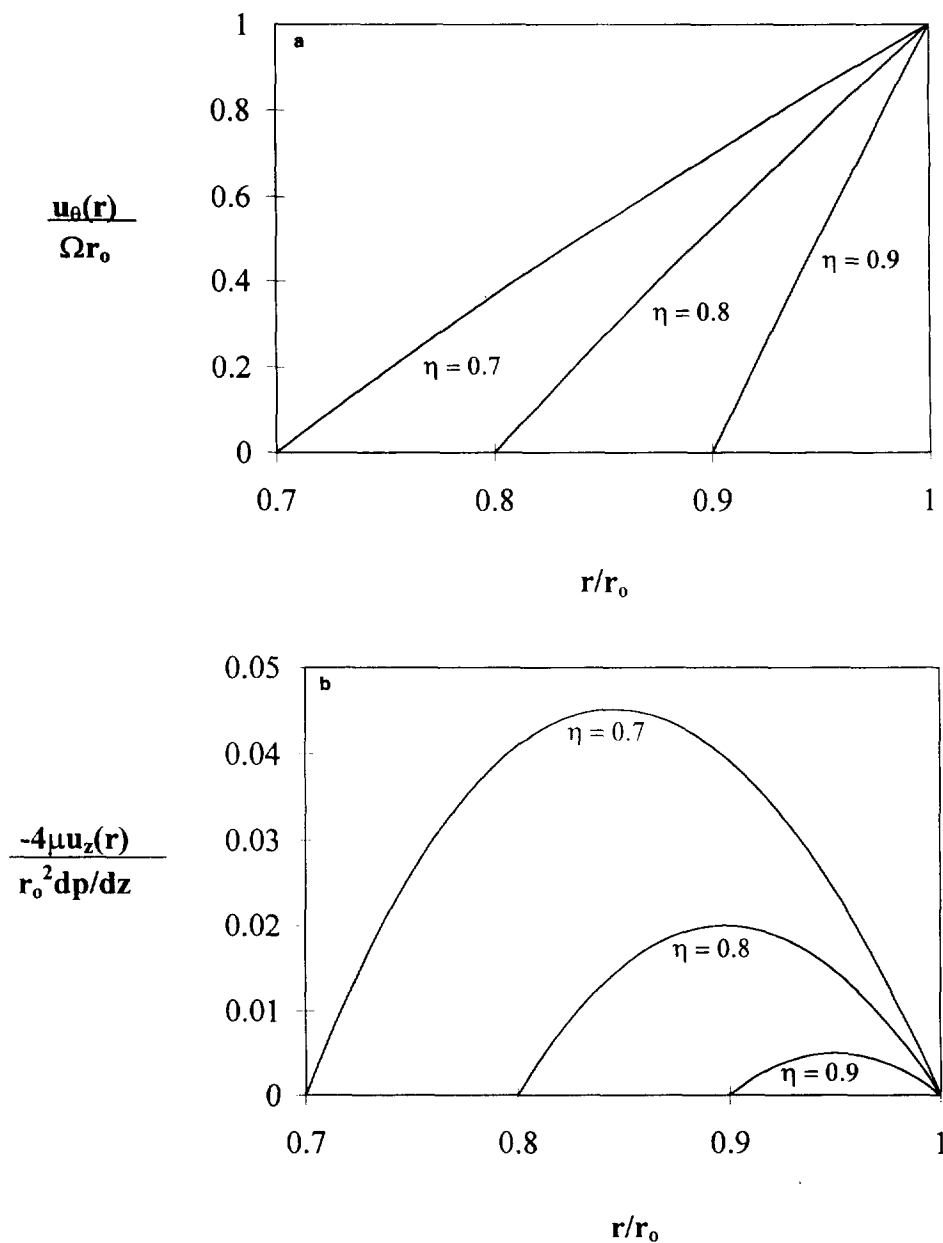 a
1
0.8
0.6
0.4
0.2
0
uθ(r)
Ωrₒ
η = 0.9
η = 0.8
η = 0.7
0.7 0.8 0.9 1
r/rₒ
b
0.05
0.04
0.03
0.02
0.01
0
-4μu_z(r)
rₒ²dp/dz
η = 0.7
η = 0.8
η = 0.9
0.7 0.8 0.9 1
r/rₒ